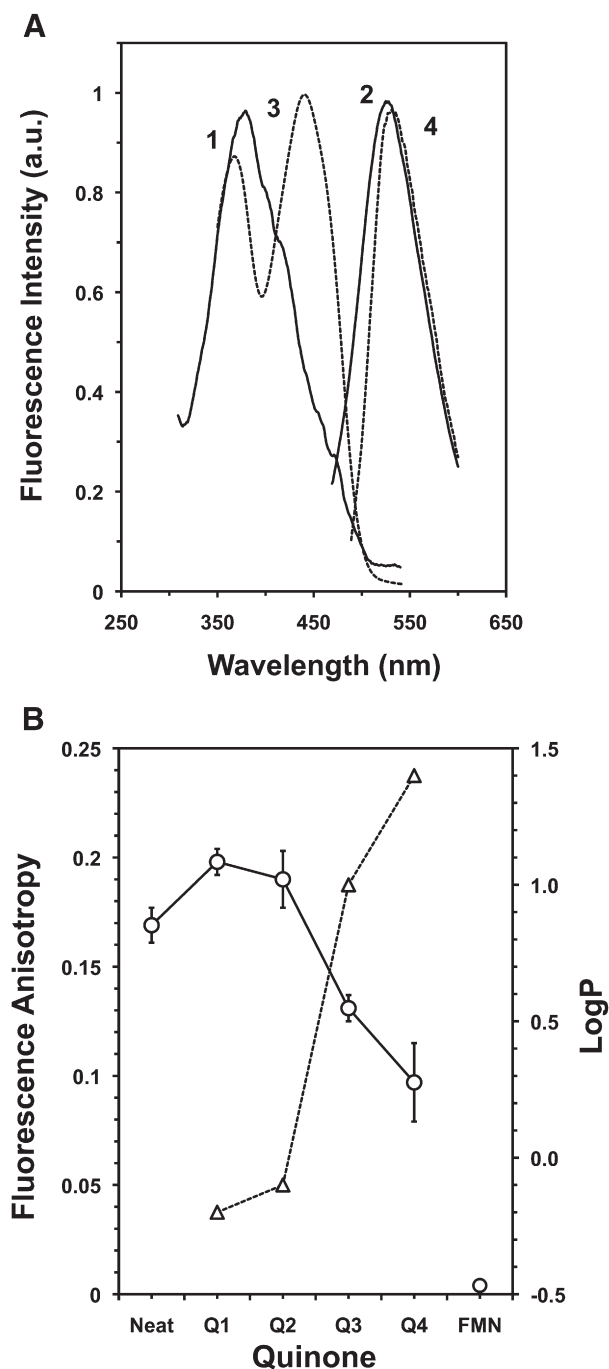 A
Fluorescence Intensity (a.u.)
1
0.8
0.6
0.4
0.2
0
1
3
2
4
250 350 450 550 650
Wavelength (nm)
B
Fluorescence Anisotropy
0.25
0.2
0.15
0.1
0.05
0
1.5
1.0
0.5
0.0
-0.5
LogP
Neat Q1 Q2 Q3 Q4 FMN
Quinone